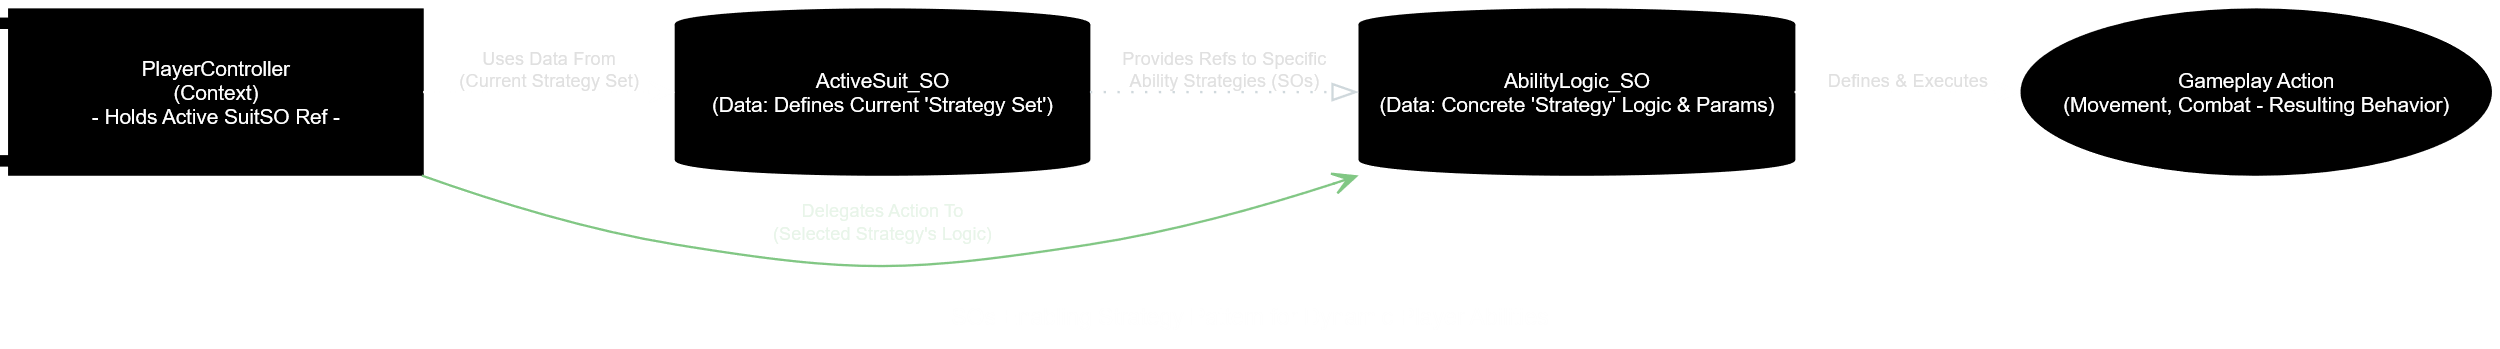 PlayerController
(Context)
- Holds Active SuitSO Ref -
Uses Data From
(Current Strategy Set)
ActiveSuit_SO
(Data: Defines Current 'Strategy Set')
Provides Refs to Specific
Ability Strategies (SOs)
AbilityLogic_SO
(Data: Concrete 'Strategy' Logic & Params)
Defines & Executes
Gameplay Action
(Movement, Combat - Resulting Behavior)
Delegates Action To
(Selected Strategy's Logic)